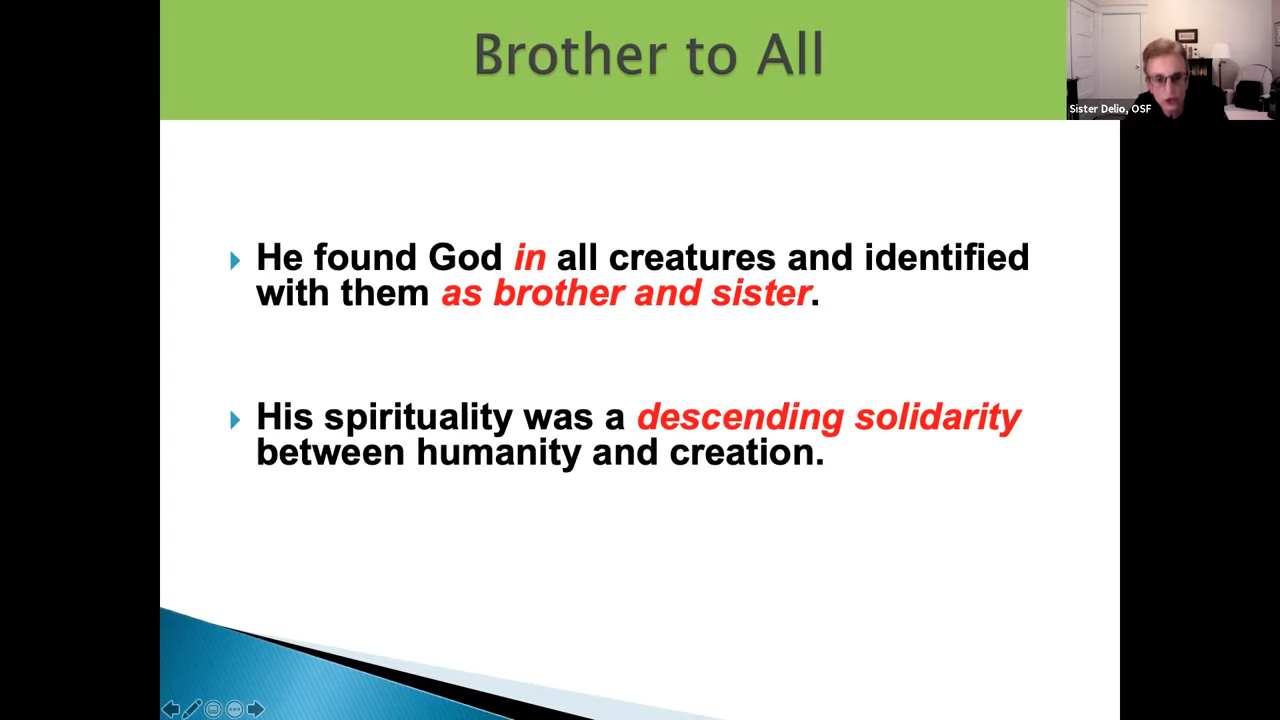 Brother to All
Sister Delio, OSF
He found God in all creatures and identified
with them as brother and sister.
His spirituality was a descending solidarity
between humanity and creation.